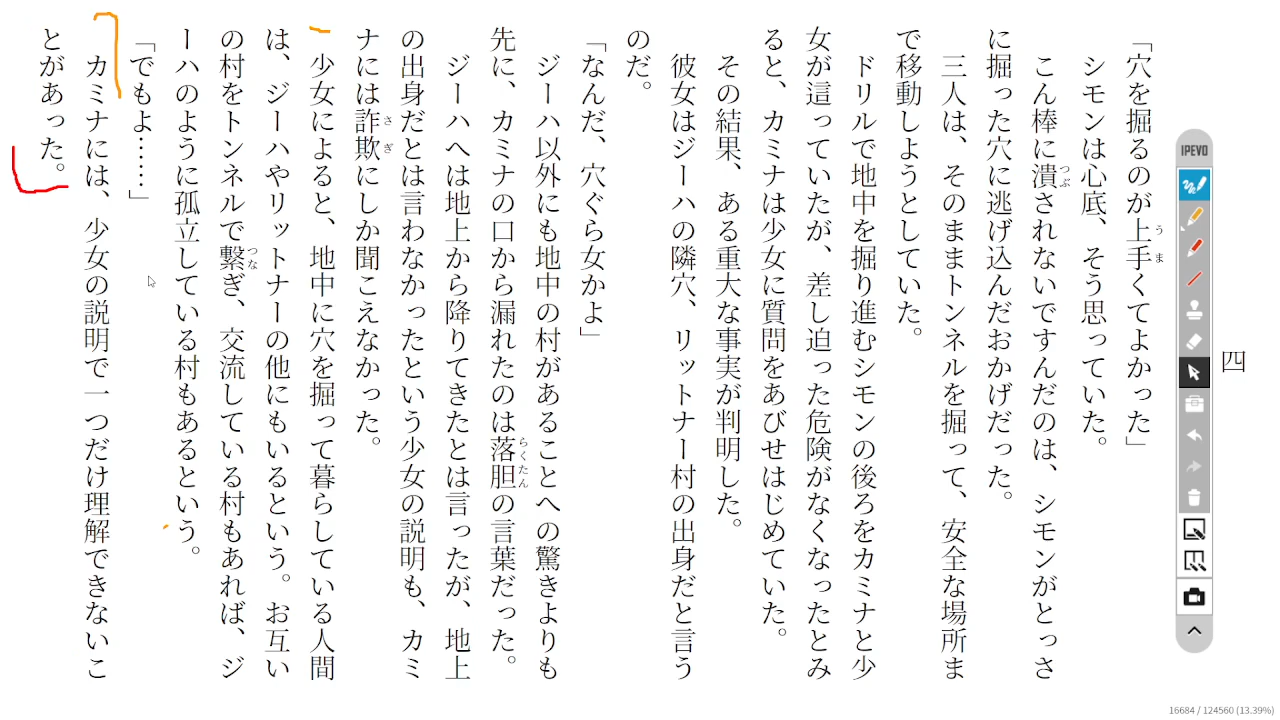 四
「穴を掘るのが上手くてよかった」
シモンは心底、そう思っていた。
こん棒に潰されないですんだのは、シモンがとっさ
に掘った穴に逃げ込んだおかげだった。
三人は、そのままトンネルを掘って、安全な場所ま
で移動しようとしていた。
ドリルで地中を掘り進むシモンの後ろをカミナと少
女が這っていたが、差し迫った危険がなくなったとみ
ると、カミナは少女に質問をあびせはじめていた。
その結果、ある重大な事実が判明した。
彼女はジーハの隣穴、リットナー村の出身だと言う
のだ。
「なんだ、穴ぐら女かよ」
ジーハ以外にも地中の村があることへの驚きよりも
先に、カミナの口から漏れたのは落胆の言葉だった。
ジーハへは地上から降りてきたとは言ったが、地上
の出身だとは言わなかったという少女の説明も、カミ
ナには詐欺にしか聞こえなかった。
少女によると、地中に穴を掘って暮らしている人間
は、ジーハやリットナーの他にもいるという。お互い
の村をトンネルで繋ぎ、交流している村もあれば、ジ
ーハのように孤立している村もあるという。
「でもよ……」
カミナには、少女の説明で一つだけ理解できないこ
とがあった。
うま
つぶ
らくたん
さぎ
つな
IPEVO
16684 / 124560 (13.39%)